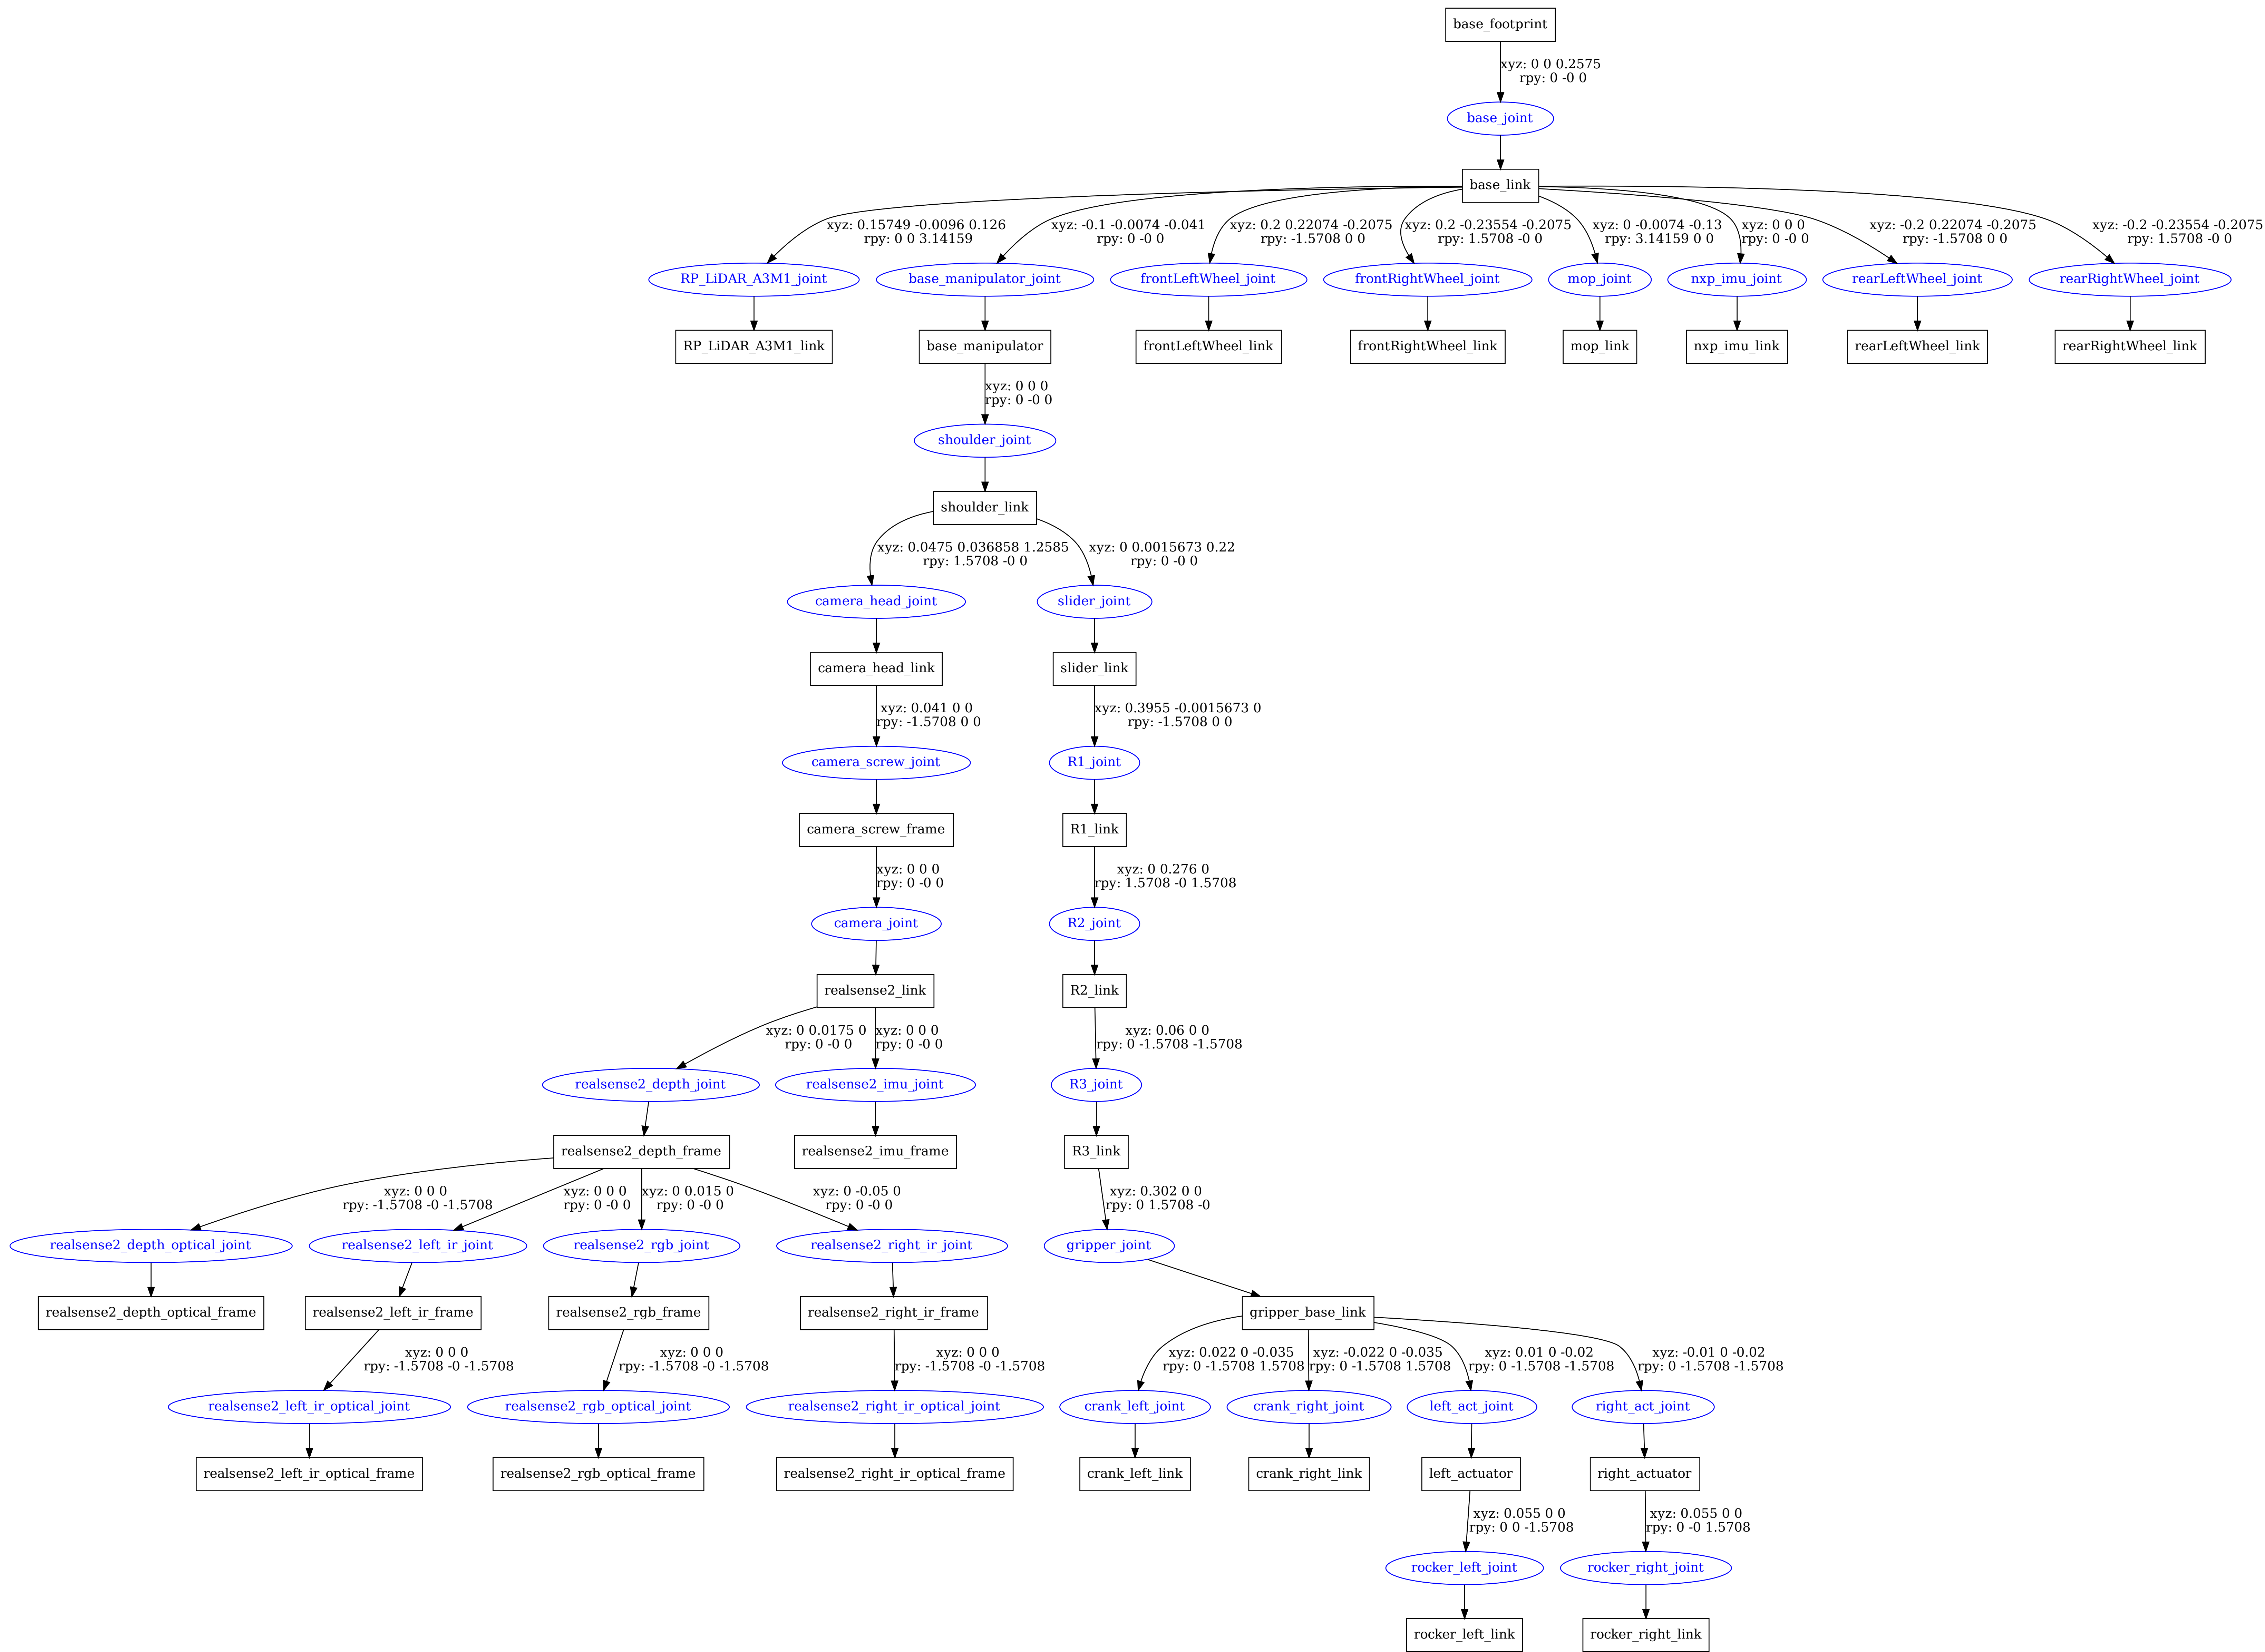 base_footprint
xyz: 0 0 0.2575
rpy: 0 -0 0
base_joint
base_link
xyz: 0.15749 -0.0096 0.126
rpy: 0 0 3.14159
xyz: -0.1 -0.0074 -0.041
rpy: 0 -0 0
xyz: 0.2 0.22074 -0.2075
rpy: -1.5708 0 0
xyz: 0.2 -0.23554 -0.2075
rpy: 1.5708 -0 0
xyz: 0 -0.0074 -0.13
rpy: 3.14159 0 0
xyz: 0 0 0
rpy: 0 -0 0
xyz: -0.2 0.22074 -0.2075
rpy: -1.5708 0 0
xyz: -0.2 -0.23554 -0.2075
rpy: 1.5708 -0 0
RP_LiDAR_A3M1_joint
base_manipulator_joint
frontLeftWheel_joint
frontRightWheel_joint
mop_joint
nxp_imu_joint
rearLeftWheel_joint
rearRightWheel_joint
RP_LiDAR_A3M1_link
base_manipulator
frontLeftWheel_link
frontRightWheel_link
mop_link
nxp_imu_link
rearLeftWheel_link
rearRightWheel_link
xyz: 0 0 0
rpy: 0 -0 0
shoulder_joint
shoulder_link
xyz: 0.0475 0.036858 1.2585
rpy: 1.5708 -0 0
xyz: 0 0.0015673 0.22
rpy: 0 -0 0
camera_head_joint
slider_joint
camera_head_link
slider_link
xyz: 0.041 0 0
rpy: -1.5708 0 0
xyz: 0.3955 -0.0015673 0
rpy: -1.5708 0 0
camera_screw_joint
R1_joint
camera_screw_frame
R1_link
xyz: 0 0 0
rpy: 0 -0 0
xyz: 0 0.276 0
rpy: 1.5708 -0 1.5708
camera_joint
R2_joint
realsense2_link
R2_link
xyz: 0 0.0175 0
rpy: 0 -0 0
xyz: 0 0 0
rpy: 0 -0 0
xyz: 0.06 0 0
rpy: 0 -1.5708 -1.5708
realsense2_depth_joint
realsense2_imu_joint
R3_joint
realsense2_depth_frame
realsense2_imu_frame
R3_link
xyz: 0 0 0
rpy: -1.5708 -0 -1.5708
xyz: 0 0 0
rpy: 0 -0 0
xyz: 0 0.015 0
rpy: 0 -0 0
xyz: 0 -0.05 0
rpy: 0 -0 0
xyz: 0.302 0 0
rpy: 0 1.5708 -0
realsense2_depth_optical_joint
realsense2_left_ir_joint
realsense2_rgb_joint
realsense2_right_ir_joint
gripper_joint
realsense2_depth_optical_frame
realsense2_left_ir_frame
realsense2_rgb_frame
realsense2_right_ir_frame
gripper_base_link
xyz: 0 0 0
rpy: -1.5708 -0 -1.5708
xyz: 0 0 0
rpy: -1.5708 -0 -1.5708
xyz: 0 0 0
rpy: -1.5708 -0 -1.5708
xyz: 0.022 0 -0.035
rpy: 0 -1.5708 1.5708
xyz: -0.022 0 -0.035
rpy: 0 -1.5708 1.5708
xyz: 0.01 0 -0.02
rpy: 0 -1.5708 -1.5708
xyz: -0.01 0 -0.02
rpy: 0 -1.5708 -1.5708
realsense2_left_ir_optical_joint
realsense2_rgb_optical_joint
realsense2_right_ir_optical_joint
crank_left_joint
crank_right_joint
left_act_joint
right_act_joint
realsense2_left_ir_optical_frame
realsense2_rgb_optical_frame
realsense2_right_ir_optical_frame
crank_left_link
crank_right_link
left_actuator
right_actuator
xyz: 0.055 0 0
rpy: 0 0 -1.5708
xyz: 0.055 0 0
rpy: 0 -0 1.5708
rocker_left_joint
rocker_right_joint
rocker_left_link
rocker_right_link